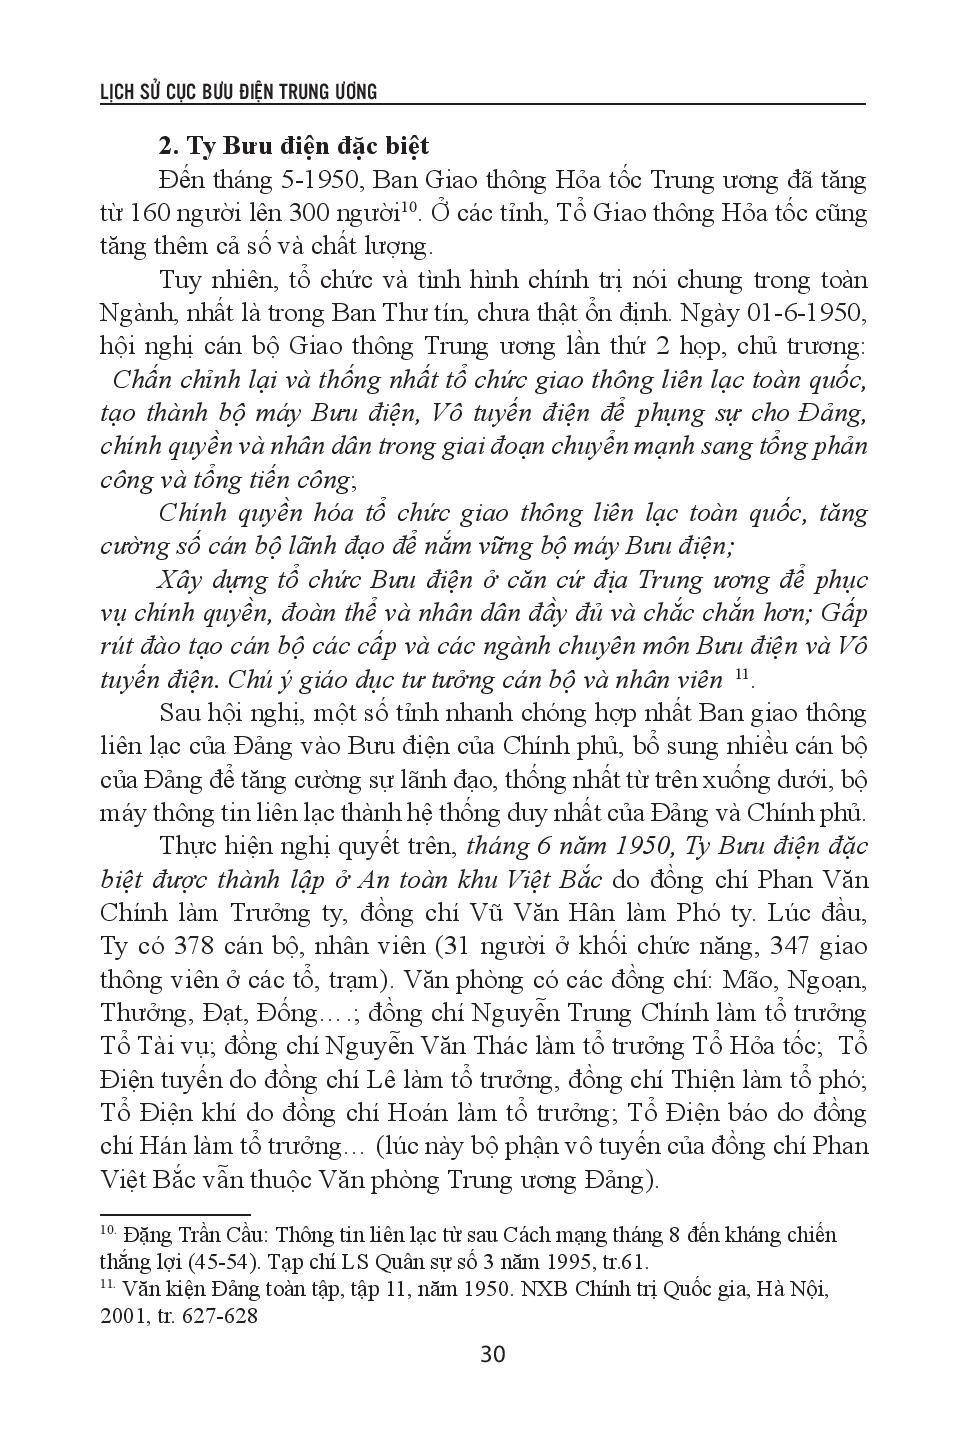 LỊCH SỬ CỤC BƯU ĐIỆN TRUNG ƯƠNG
2. Ty Bưu điện đặc biệt
Đến tháng 5-1950, Ban Giao thông Hỏa tốc Trung ương đã tăng
từ 160 người lên 300 người10. Ở các tỉnh, Tổ Giao thông Hỏa tốc cũng
tăng thêm cả số và chất lượng.
Tuy nhiên, tổ chức và tình hình chính trị nói chung trong toàn
Ngành, nhất là trong Ban Thư tín, chưa thật ổn định. Ngày 01-6-1950,
hội nghị cán bộ Giao thông Trung ương lần thứ 2 họp, chủ trương:
Chấn chỉnh lại và thống nhất tổ chức giao thông liên lạc toàn quốc,
tạo thành bộ máy Bưu điện, Vô tuyến điện để phụng sự cho Đảng,
chính quyền và nhân dân trong giai đoạn chuyển mạnh sang tổng phản
công và tổng tiến công;
Chính quyền hóa tổ chức giao thông liên lạc toàn quốc, tăng
cường số cán bộ lãnh đạo để nắm vững bộ máy Bưu điện;
Xây dựng tổ chức Bưu điện ở căn cứ địa Trung ương để phục
vụ chính quyền, đoàn thể và nhân dân đầy đủ và chắc chắn hơn; Gấp
rút đào tạo cán bộ các cấp và các ngành chuyên môn Bưu điện và Vô
tuyến điện. Chú ý giáo dục tư tưởng cán bộ và nhân viên 11.
Sau hội nghị, một số tỉnh nhanh chóng hợp nhất Ban giao thông
liên lạc của Đảng vào Bưu điện của Chính phủ, bổ sung nhiều cán bộ
của Đảng để tăng cường sự lãnh đạo, thống nhất từ trên xuống dưới, bộ
máy thông tin liên lạc thành hệ thống duy nhất của Đảng và Chính phủ.
Thực hiện nghị quyết trên, tháng 6 năm 1950, Ty Bưu điện đặc
biệt được thành lập ở An toàn khu Việt Bắc do đồng chí Phan Văn
Chính làm Trưởng ty, đồng chí Vũ Văn Hân làm Phó ty. Lúc đầu,
Ty có 378 cán bộ, nhân viên (31 người ở khối chức năng, 347 giao
thông viên ở các tổ, trạm). Văn phòng có các đồng chí: Mão, Ngoạn,
Thưởng, Đạt, Đống….; đồng chí Nguyễn Trung Chính làm tổ trưởng
Tổ Tài vụ; đồng chí Nguyễn Văn Thác làm tổ trưởng Tổ Hỏa tốc; Tổ
Điện tuyến do đồng chí Lê làm tổ trưởng, đồng chí Thiện làm tổ phó;
Tổ Điện khí do đồng chí Hoán làm tổ trưởng; Tổ Điện báo do đồng
chí Hán làm tổ trưởng… (lúc này bộ phận vô tuyến của đồng chí Phan
Việt Bắc vẫn thuộc Văn phòng Trung ương Đảng).
10. Đặng Trần Cầu: Thông tin liên lạc từ sau Cách mạng tháng 8 đến kháng chiến
thắng lợi (45-54). Tạp chí LS Quân sự số 3 năm 1995, tr.61.
11. Văn kiện Đảng toàn tập, tập 11, năm 1950. NXB Chính trị Quốc gia, Hà Nội,
2001, tr. 627-628
30